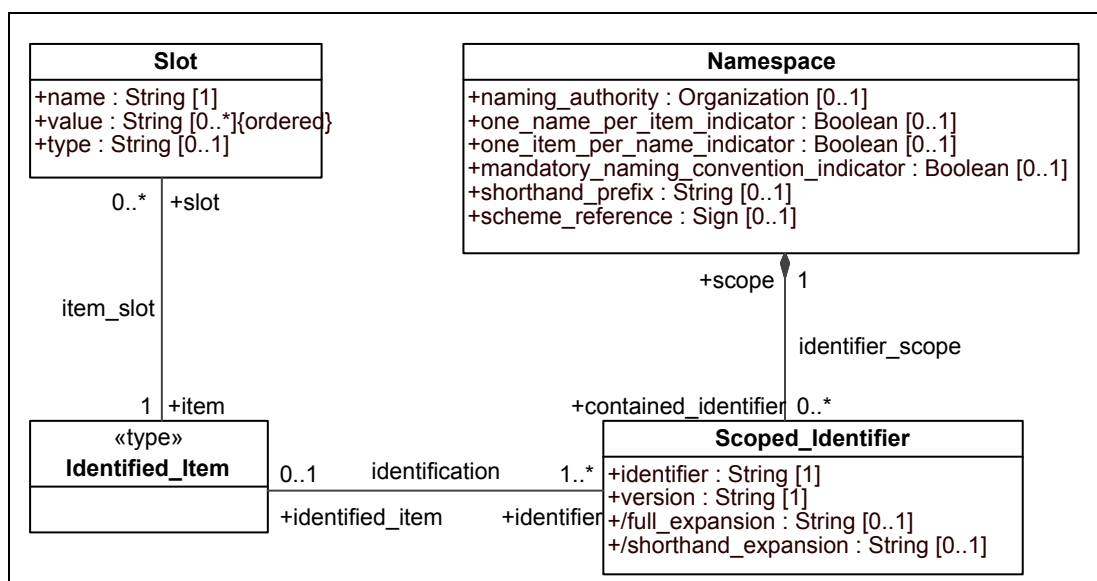 Slot
+name : String [1]
+value : String [0..*]{ordered}
+type : String [0..1]
Namespace
+naming_authority : Organization [0..1]
+one_name_per_item_indicator : Boolean [0..1]
+one_item_per_name_indicator : Boolean [0..1]
+mandatory_naming_convention_indicator : Boolean [0..1]
+shorthand_prefix : String [0..1]
+scheme_reference : Sign [0..1]
0..* +slot
+scope 1
item_slot
identifier_scope
1 +item
+contained_identifier 0..*
«type»
Identified_Item
0..1 identification 1..*
+identified_item +identifier
Scoped_Identifier
+identifier : String [1]
+version : String [1]
+/full_expansion : String [0..1]
+/shorthand_expansion : String [0..1]